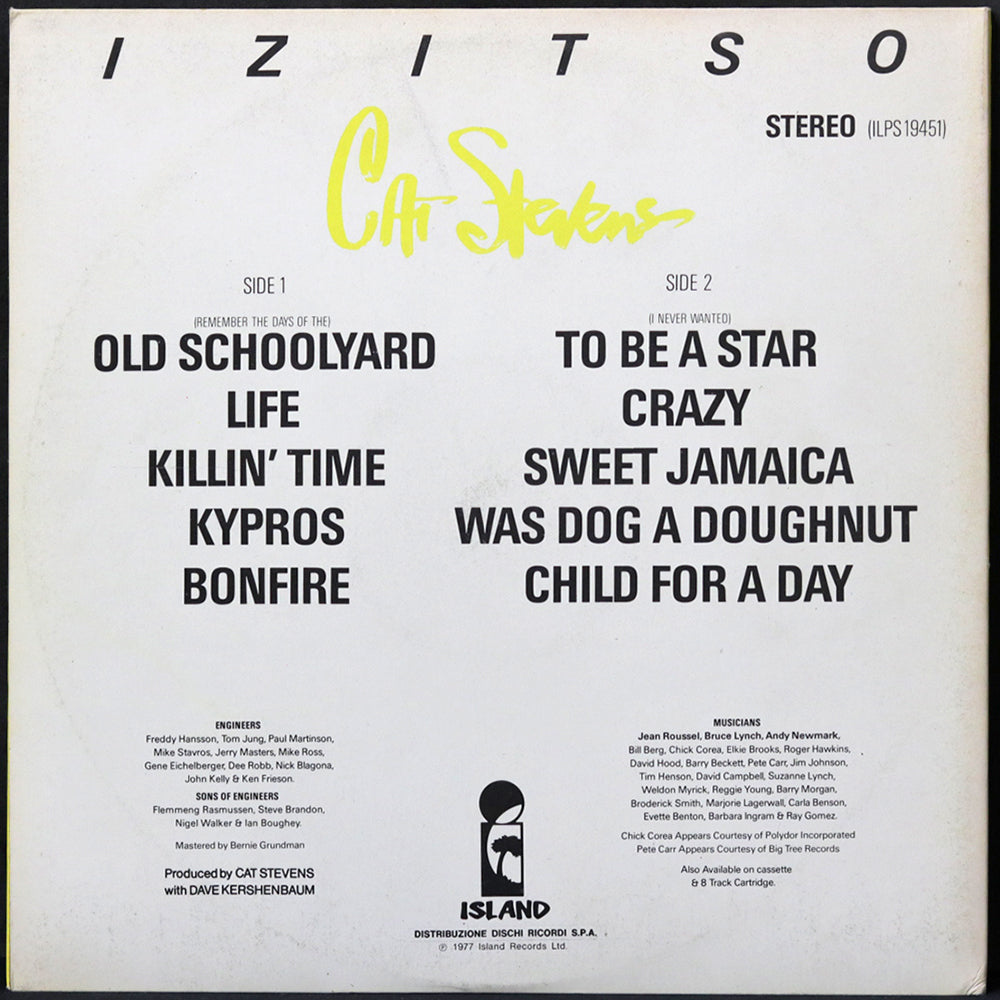 I Z I T S O
STEREO (ILPS 19451)
Cat Stevens
SIDE 1
(REMEMBER THE DAYS OF THE)
OLD SCHOOLYARD
LIFE
KILLIN' TIME
KYPROS
BONFIRE
SIDE 2
(I NEVER WANTED)
TO BE A STAR
CRAZY
SWEET JAMAICA
WAS DOG A DOUGHNUT
CHILD FOR A DAY
ENGINEERS
Freddy Hansson, Tom Jung, Paul Martinson,
Mike Stavros, Jerry Masters, Mike Ross,
Gene Eichelberger, Dee Robb, Nick Blagona,
John Kelly & Ken Frieson.
SONS OF ENGINEERS
Flemmeng Rasmussen, Steve Brandon,
Nigel Walker & Ian Boughey.
Mastered by Bernie Grundman
Produced by CAT STEVENS
with DAVE KERSHENBAUM
ISLAND
DISTRIBUZIONE DISCHI RICORDI S.P.A.
℗ 1977 Island Records Ltd.
MUSICIANS
Jean Roussel, Bruce Lynch, Andy Newmark,
Bill Berg, Chick Corea, Elkie Brooks, Roger Hawkins,
David Hood, Barry Beckett, Pete Carr, Jim Johnson,
Tim Henson, David Campbell, Suzanne Lynch,
Weldon Myrick, Reggie Young, Barry Morgan,
Broderick Smith, Marjorie Lagerwall, Carla Benson,
Evette Benton, Barbara Ingram & Ray Gomez.
Chick Corea Appears Courtesy of Polydor Incorporated
Pete Carr Appears Courtesy of Big Tree Records
Also Available on cassette
& 8 Track Cartridge.